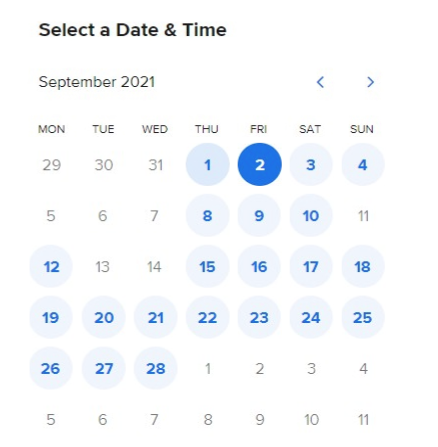 Select a Date & Time
September 2021
MON TUE WED THU FRI SAT SUN
29 30 31 1 2 3 4
5 6 7 8 9 10 11
12 13 14 15 16 17 18
19 20 21 22 23 24 25
26 27 28 1 2 3 4
5 6 7 8 9 10 11